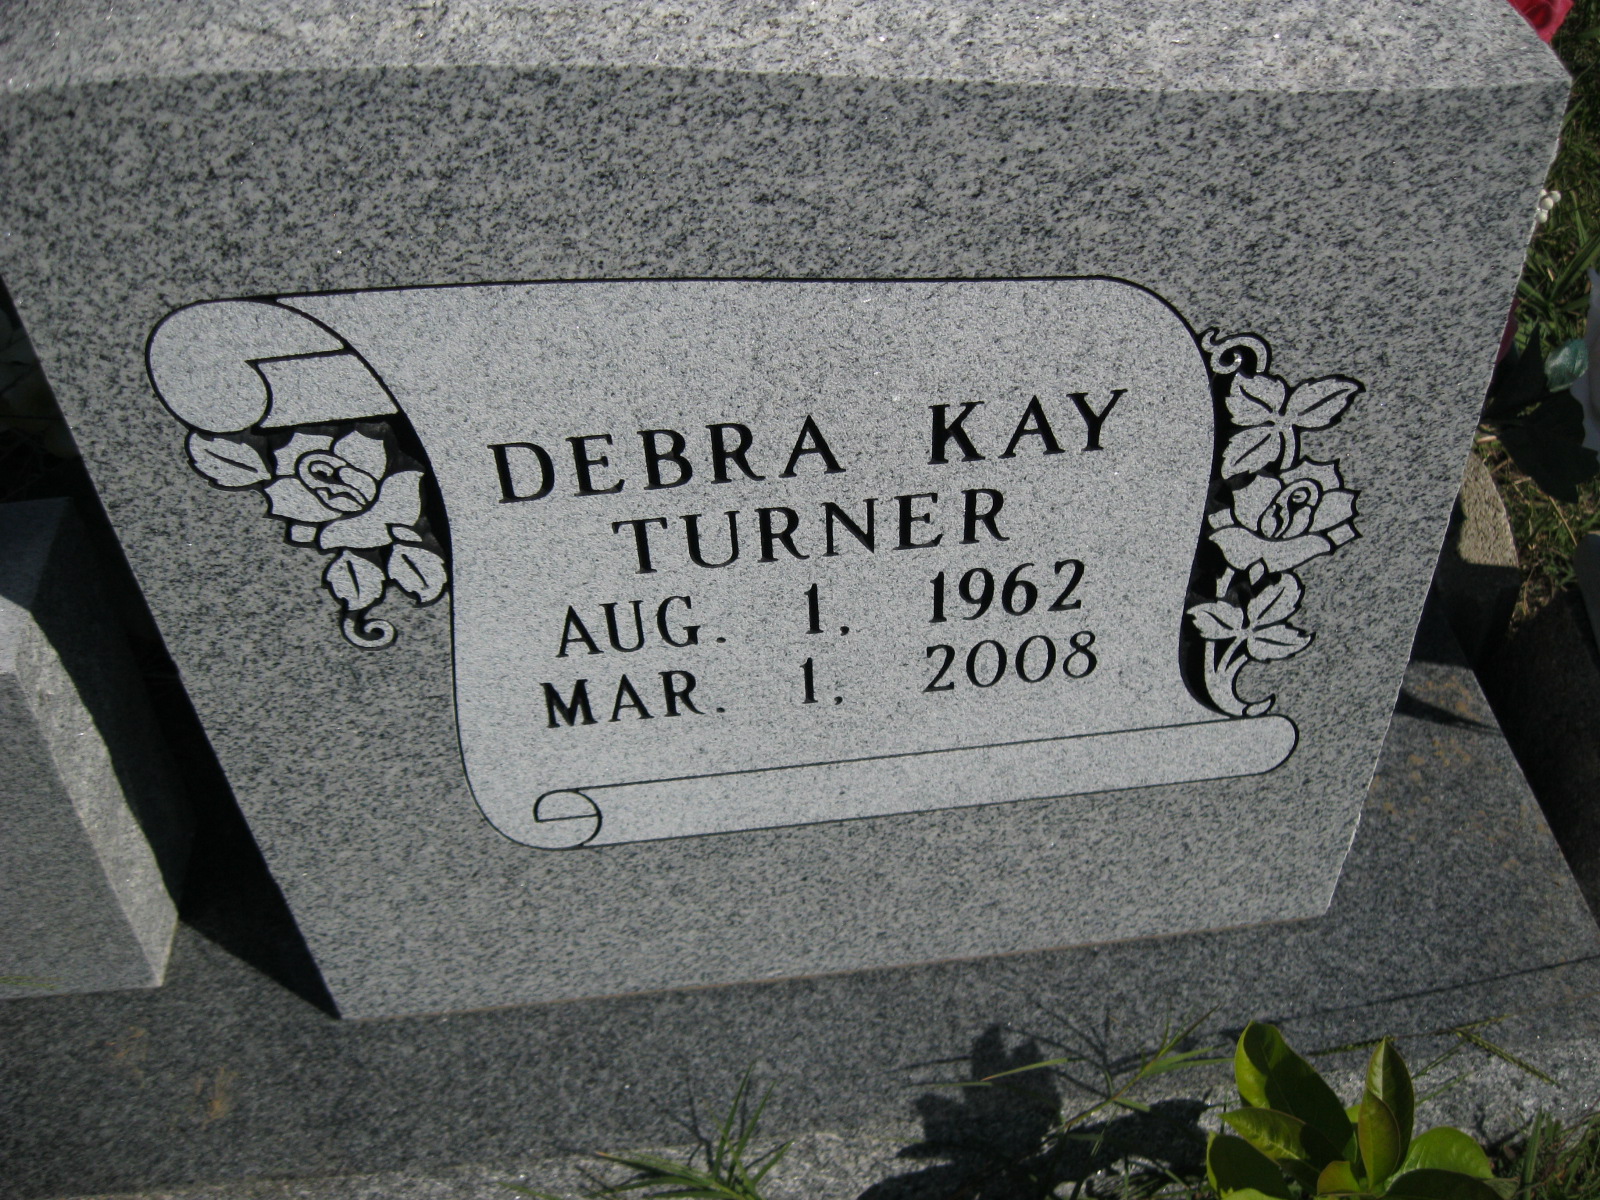 DEBRA KAY
TURNER
AUG. 1, 1962
MAR. 1, 2008